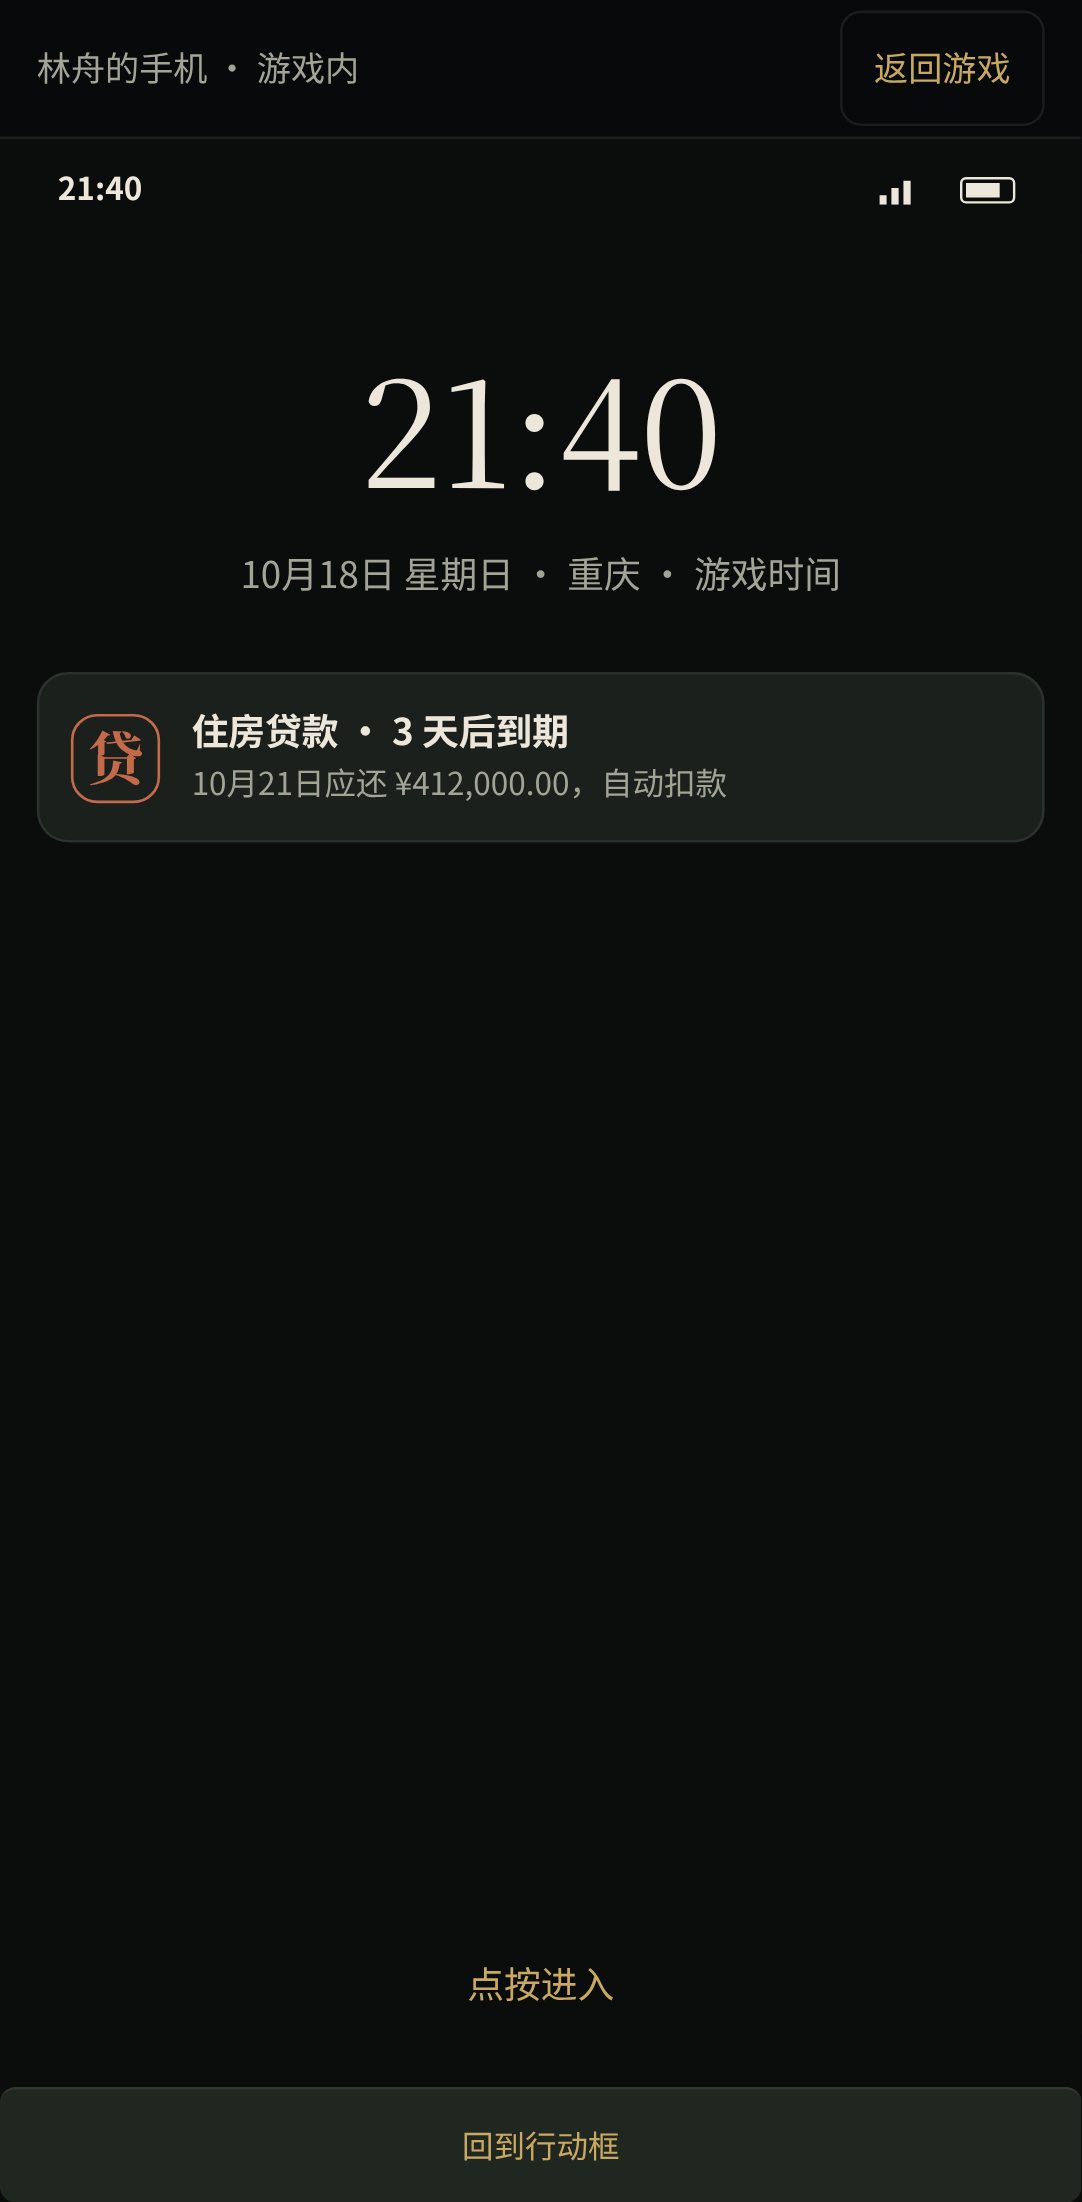 林舟的手机 · 游戏内
返回游戏
21:40
21:40
10月18日 星期日 · 重庆 · 游戏时间
贷
住房贷款 · 3 天后到期
10月21日应还 ¥412,000.00，自动扣款
点按进入
回到行动框